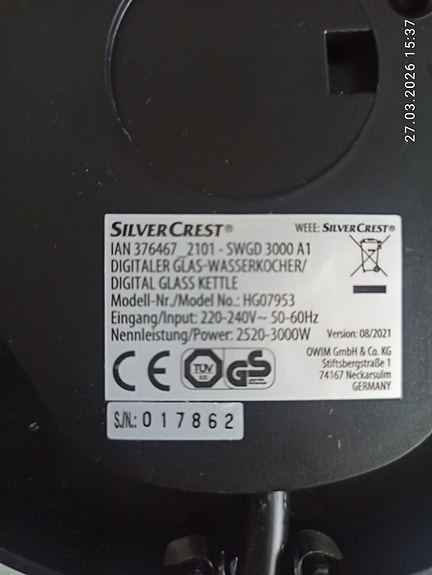 27.03.2026 15:37
SILVERCREST®
WEEE: SILVERCREST®
IAN 376467_2101 - SWGD 3000 A1
DIGITALER GLAS-WASSERKOCHER/
DIGITAL GLASS KETTLE
Modell-Nr./Model No.: HG07953
Eingang/Input: 220-240V~ 50-60Hz
Nennleistung/Power: 2520-3000W
Version: 08/2021
OWIM GmbH & Co. KG
Stiftsbergstraße 1
74167 Neckarsulm
GERMANY
CE
TÜV
GS
S/N.: 017862